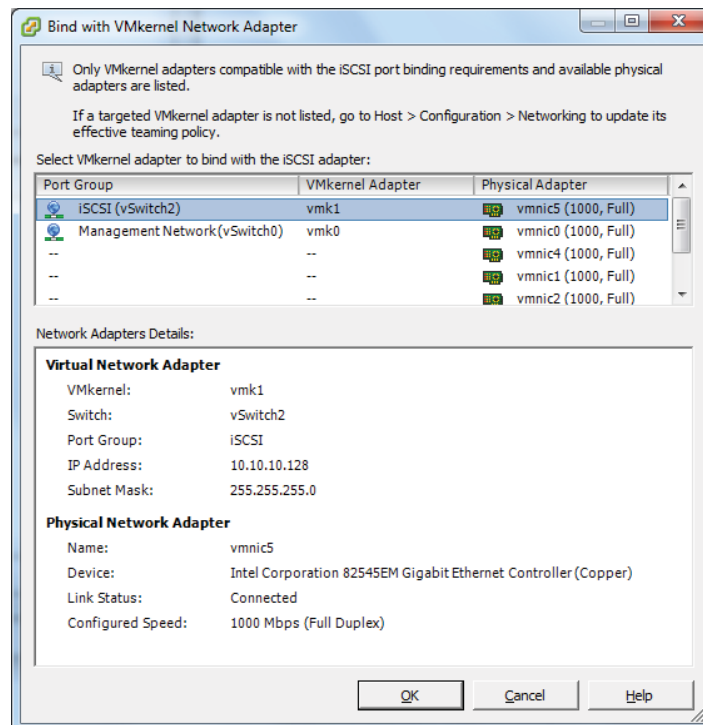 Bind with VMkernel Network Adapter
Only VMkernel adapters compatible with the iSCSI port binding requirements and available physical
adapters are listed.
If a targeted VMkernel adapter is not listed, go to Host > Configuration > Networking to update its
effective teaming policy.
Select VMkernel adapter to bind with the iSCSI adapter:
Port Group VMkernel Adapter Physical Adapter
iSCSI (vSwitch2) vmk1 vmnic5 (1000, Full)
Management Network (vSwitch0) vmk0 vmnic0 (1000, Full)
-- -- vmnic4 (1000, Full)
-- -- vmnic1 (1000, Full)
-- -- vmnic2 (1000, Full)
Network Adapters Details:
Virtual Network Adapter
VMkernel: vmk1
Switch: vSwitch2
Port Group: iSCSI
IP Address: 10.10.10.128
Subnet Mask: 255.255.255.0
Physical Network Adapter
Name: vmnic5
Device: Intel Corporation 82545EM Gigabit Ethernet Controller (Copper)
Link Status: Connected
Configured Speed: 1000 Mbps (Full Duplex)
OK Cancel Help